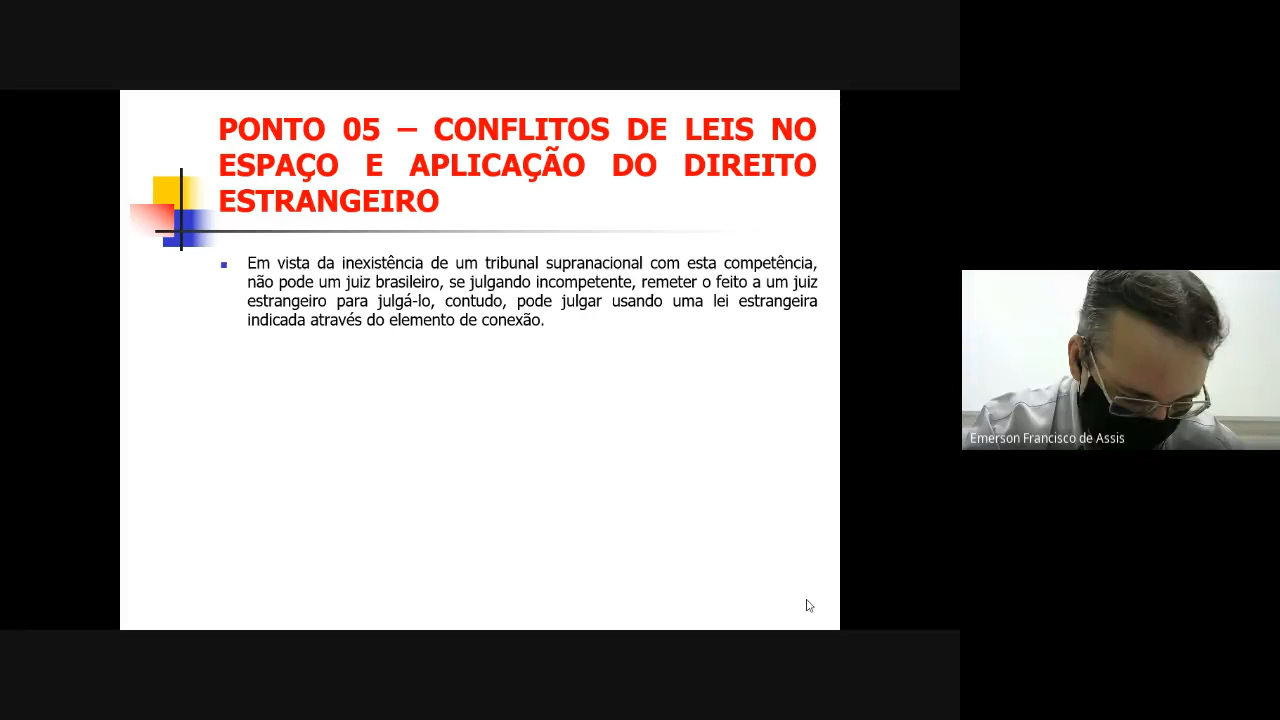 PONTO 05 – CONFLITOS DE LEIS NO
ESPAÇO E APLICAÇÃO DO DIREITO
ESTRANGEIRO
Em vista da inexistência de um tribunal supranacional com esta competência,
não pode um juiz brasileiro, se julgando incompetente, remeter o feito a um juiz
estrangeiro para julgá-lo, contudo, pode julgar usando uma lei estrangeira
indicada através do elemento de conexão.
Emerson Francisco de Assis